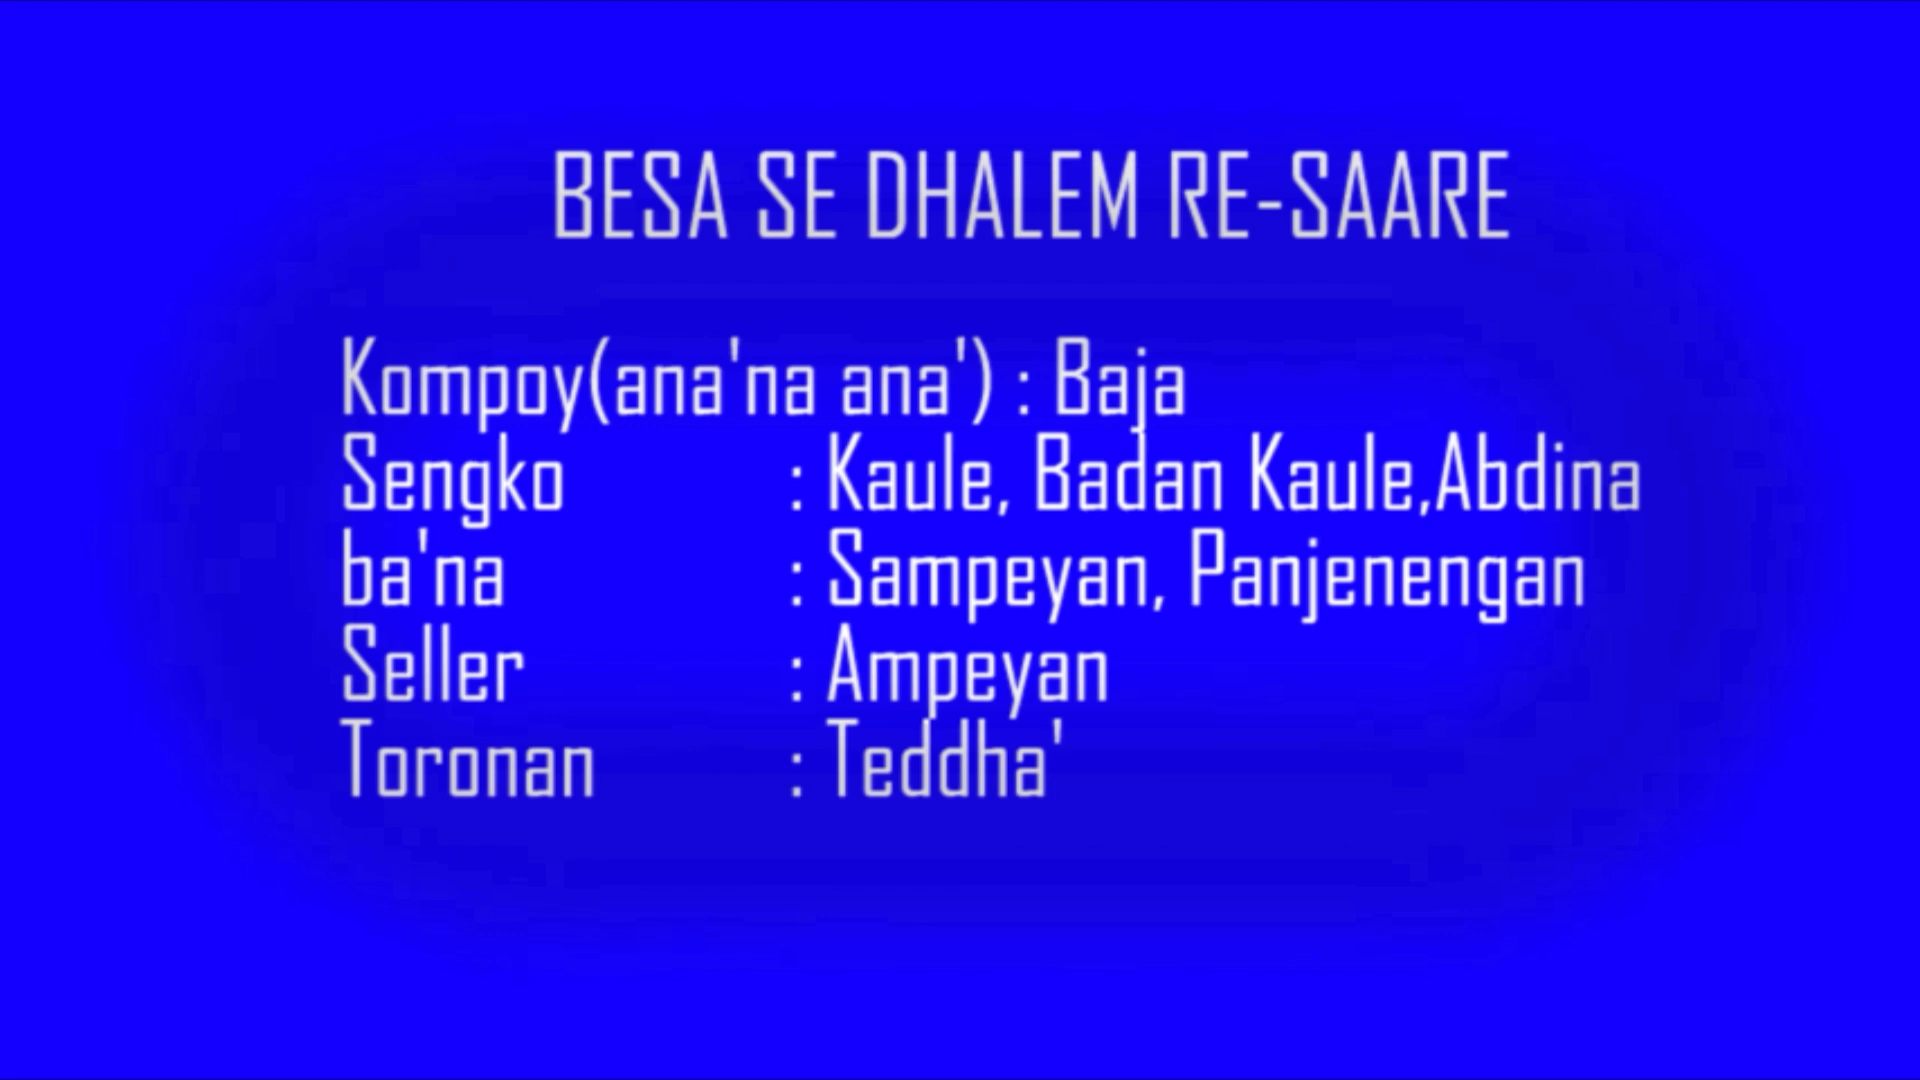 BESA SE DHALEM RE-SAARE
Kompoy(ana'na ana') : Baja
Sengko : Kaule, Badan Kaule,Abdina
ba'na : Sampeyan, Panjenengan
Seller : Ampeyan
Toronan : Teddha'